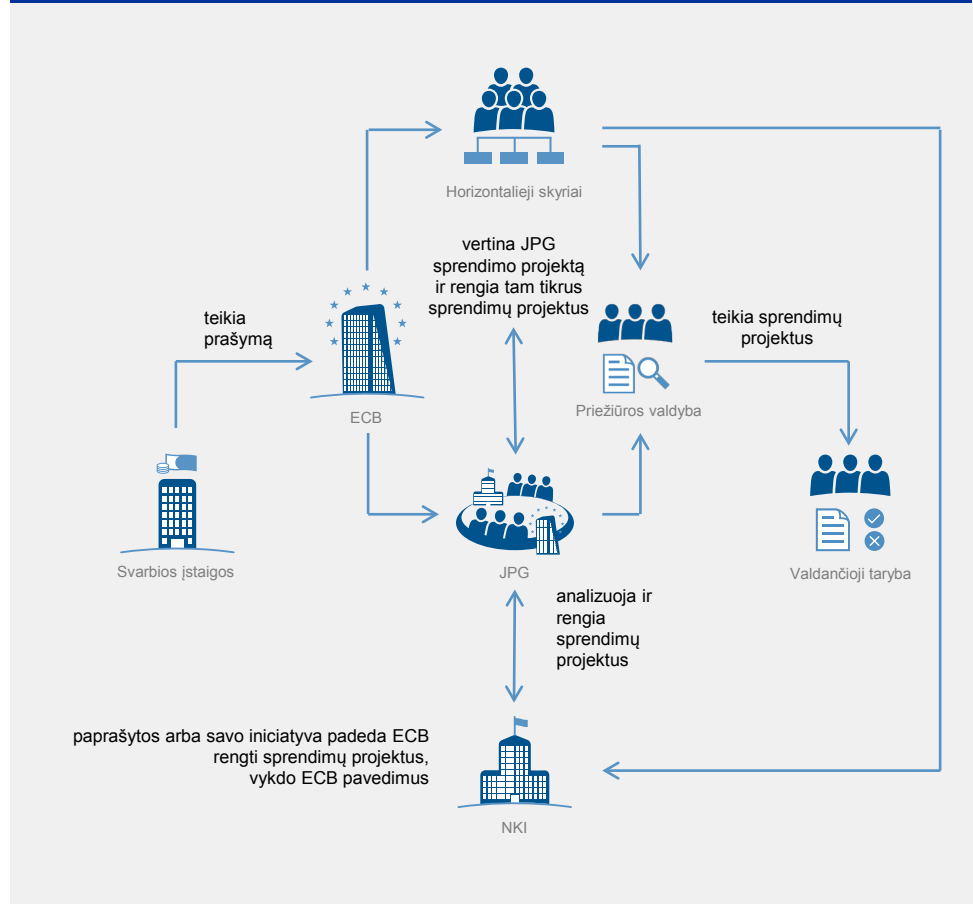 Horizontalieji skyriai
vertina JPG
sprendimo projektą
ir rengia tam tikrus
sprendimų projektus
teikia
prašymą
teikia sprendimų
projektus
ECB
Priežiūros valdyba
Svarbios įstaigos
JPG
Valdančioji taryba
analizuoja ir
rengia
sprendimų
projektus
paprašytos arba savo iniciatyva padeda ECB
rengti sprendimų projektus,
vykdo ECB pavedimus
NKI